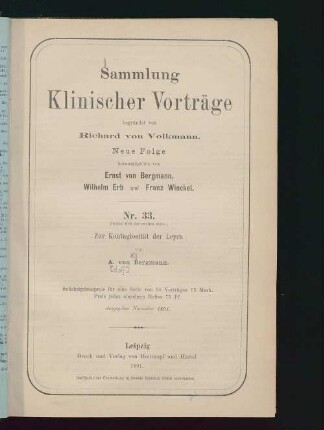 Sammlung
Klinischer Vorträge
begründet von
Richard von Volkmann.
Neue Folge
herausgegeben von
Ernst von Bergmann,
Wilhelm Erb und Franz Winckel.
Nr. 33.
Zur Kontagiosität der Lepra
von
A. von Bergmann.
Subskriptionspreis für eine Serie von 30 Vorträgen 15 Mark.
Preis jedes einzelnen Heftes 75 Pf.
Ausgegeben November 1891.
Leipzig
Druck und Verlag von Breitkopf und Härtel
1891.